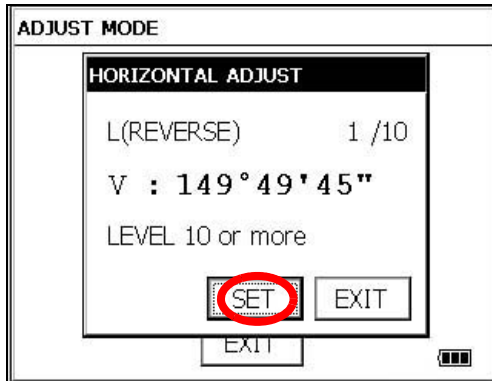 ADJUST MODE
HORIZONTAL ADJUST
L(REVERSE) 1 /10
V : 149°49'45"
LEVEL 10 or more
SET EXIT
EXIT